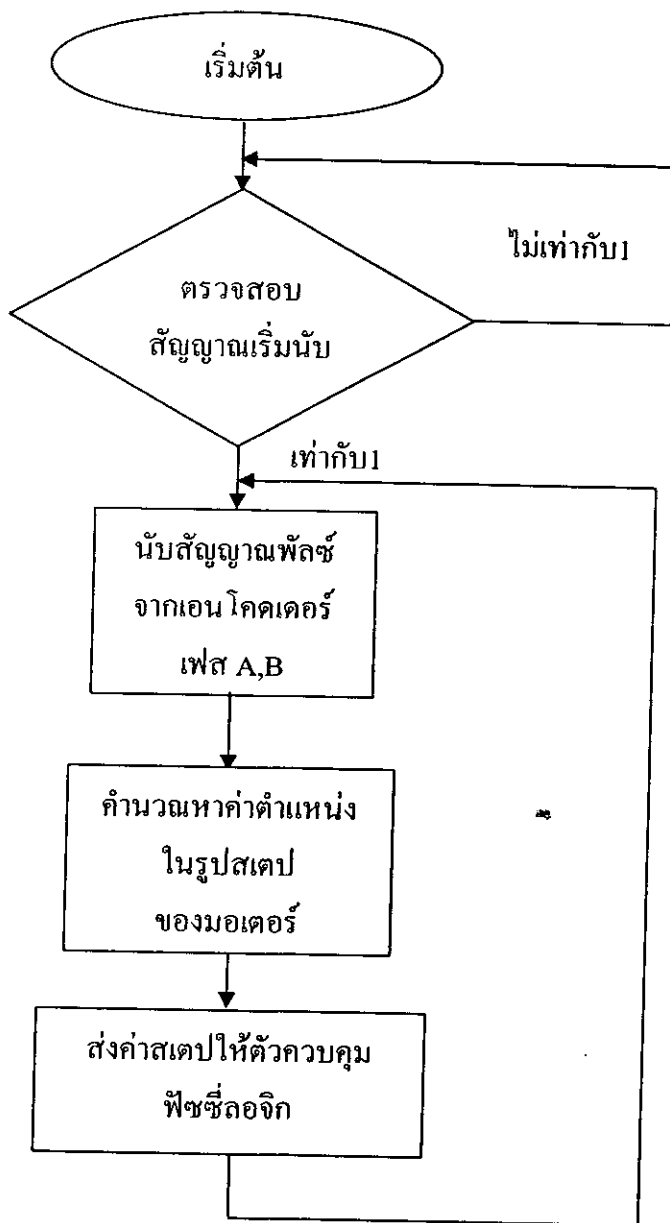 เริ่มต้น
ไม่เท่ากับ1
ตรวจสอบ
สัญญาณเริ่มนับ
เท่ากับ1
นับสัญญาณพัลซ์
จากเอนโคดเดอร์
เฟส A,B
คำนวณหาค่าตำแหน่ง
ในรูปสเตป
ของมอเตอร์
ส่งค่าสเตปให้ตัวควบคุม
ฟัซซี่ลอจิก